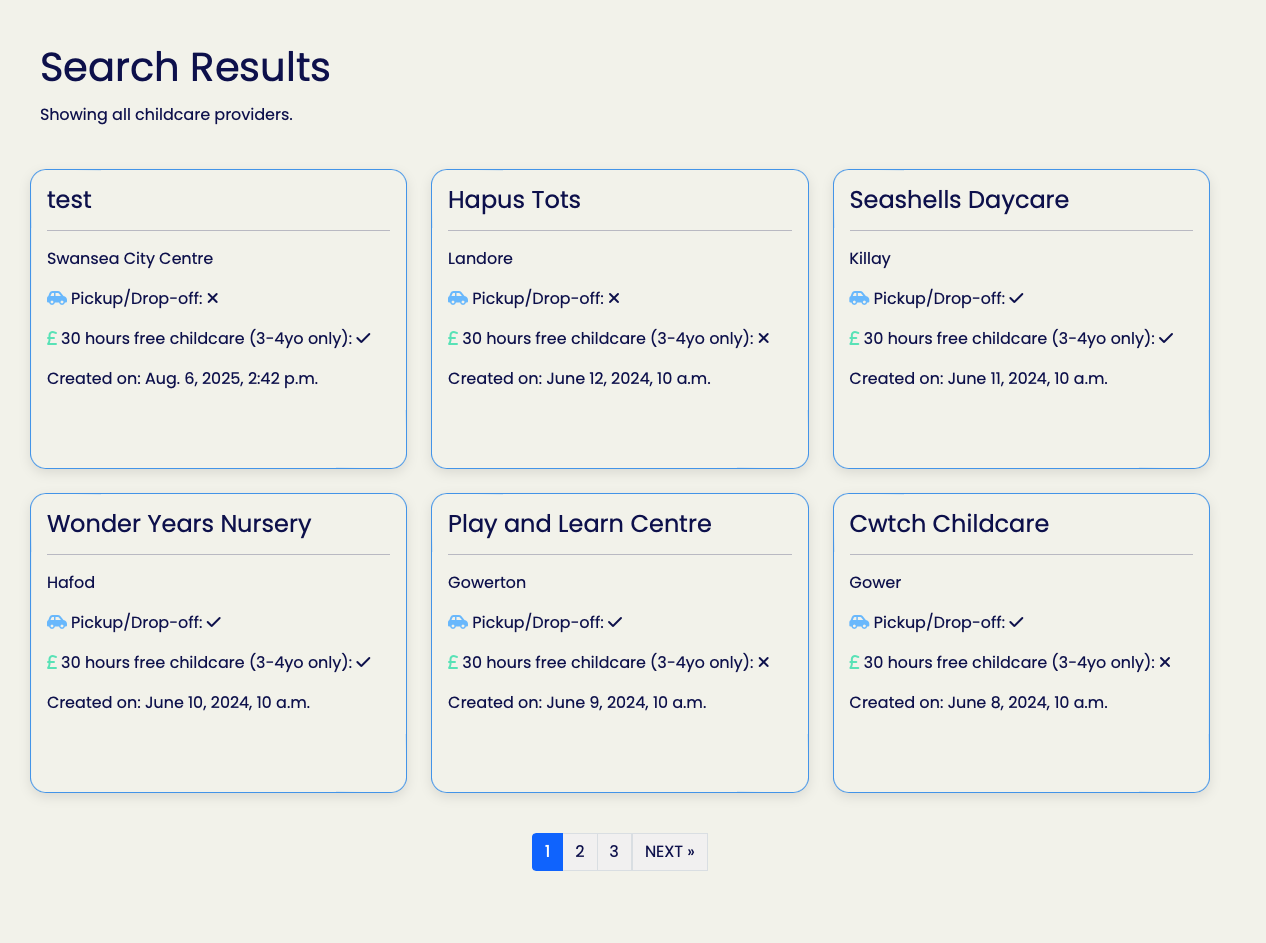 Search Results
Showing all childcare providers.
test
Swansea City Centre
Pickup/Drop-off: ✕
£ 30 hours free childcare (3-4yo only): ✓
Created on: Aug. 6, 2025, 2:42 p.m.
Hapus Tots
Landore
Pickup/Drop-off: ✕
£ 30 hours free childcare (3-4yo only): ✕
Created on: June 12, 2024, 10 a.m.
Seashells Daycare
Killay
Pickup/Drop-off: ✓
£ 30 hours free childcare (3-4yo only): ✓
Created on: June 11, 2024, 10 a.m.
Wonder Years Nursery
Hafod
Pickup/Drop-off: ✓
£ 30 hours free childcare (3-4yo only): ✓
Created on: June 10, 2024, 10 a.m.
Play and Learn Centre
Gowerton
Pickup/Drop-off: ✓
£ 30 hours free childcare (3-4yo only): ✕
Created on: June 9, 2024, 10 a.m.
Cwtch Childcare
Gower
Pickup/Drop-off: ✓
£ 30 hours free childcare (3-4yo only): ✕
Created on: June 8, 2024, 10 a.m.
1 2 3 NEXT »